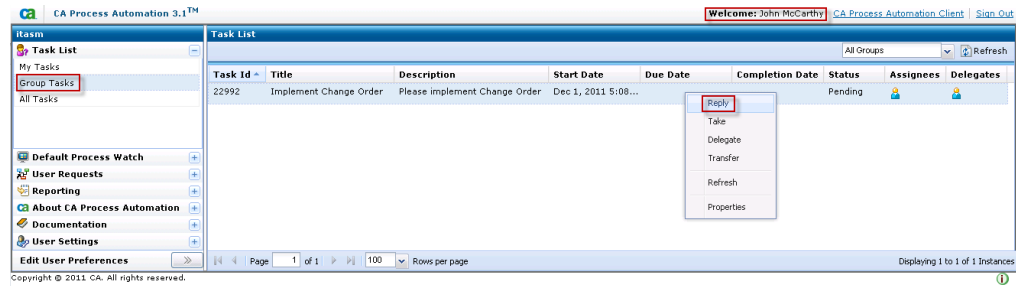 ca CA Process Automation 3.1™ Welcome: John McCarthy CA Process Automation Client Sign Out
itasm
Task List
My Tasks
Group Tasks
All Tasks
Default Process Watch
User Requests
Reporting
ca About CA Process Automation
Documentation
User Settings
Edit User Preferences
Task List
All Groups Refresh
Task Id Title Description Start Date Due Date Completion Date Status Assignees Delegates
22992 Implement Change Order Please implement Change Order Dec 1, 2011 5:08... Pending
Reply
Take
Delegate
Transfer
Refresh
Properties
Page 1 of 1 100 Rows per page Displaying 1 to 1 of 1 Instances
Copyright © 2011 CA. All rights reserved.